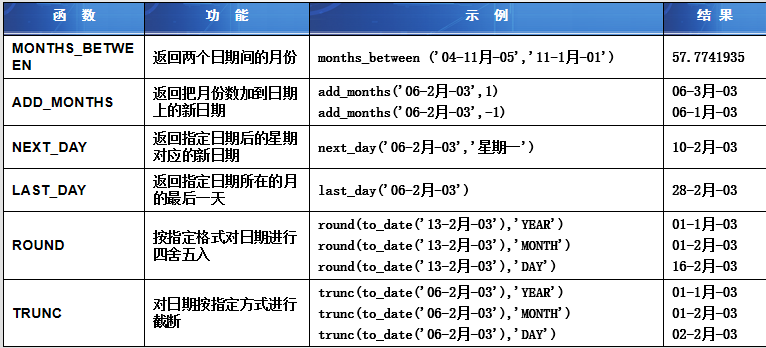 函 数 功 能 示 例 结 果
MONTHS_BETWE
EN
返回两个日期间的月份
months_between ('04-11月-05','11-1月-01')
57.7741935
ADD_MONTHS
返回把月份数加到日期
上的新日期
add_months('06-2月-03',1)
add_months('06-2月-03',-1)
06-3月-03
06-1月-03
NEXT_DAY
返回指定日期后的星期
对应的新日期
next_day('06-2月-03','星期一')
10-2月-03
LAST_DAY
返回指定日期所在的月
的最后一天
last_day('06-2月-03')
28-2月-03
ROUND
按指定格式对日期进行
四舍五入
round(to_date('13-2月-03'),'YEAR')
round(to_date('13-2月-03'),'MONTH')
round(to_date('13-2月-03'),'DAY')
01-1月-03
01-2月-03
16-2月-03
TRUNC
对日期按指定方式进行
截断
trunc(to_date('06-2月-03'),'YEAR')
trunc(to_date('06-2月-03'),'MONTH')
trunc(to_date('06-2月-03'),'DAY')
01-1月-03
01-2月-03
02-2月-03